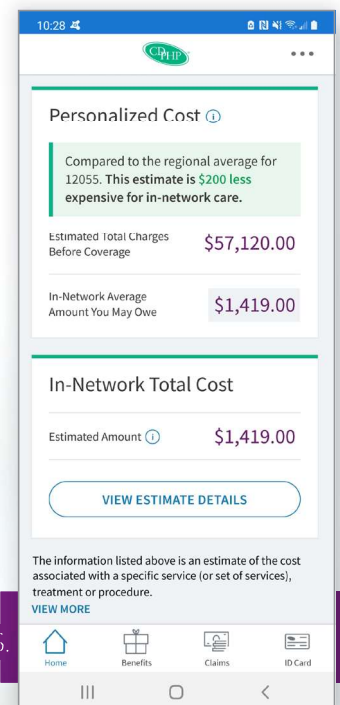 10:28
CDPHP
Personalized Cost
Compared to the regional average for
12055. This estimate is $200 less
expensive for in-network care.
Estimated Total Charges
Before Coverage
$57,120.00
In-Network Average
Amount You May Owe
$1,419.00
In-Network Total Cost
Estimated Amount
$1,419.00
VIEW ESTIMATE DETAILS
The information listed above is an estimate of the cost
associated with a specific service (or set of services),
treatment or procedure.
VIEW MORE
Home
Benefits
Claims
ID Card